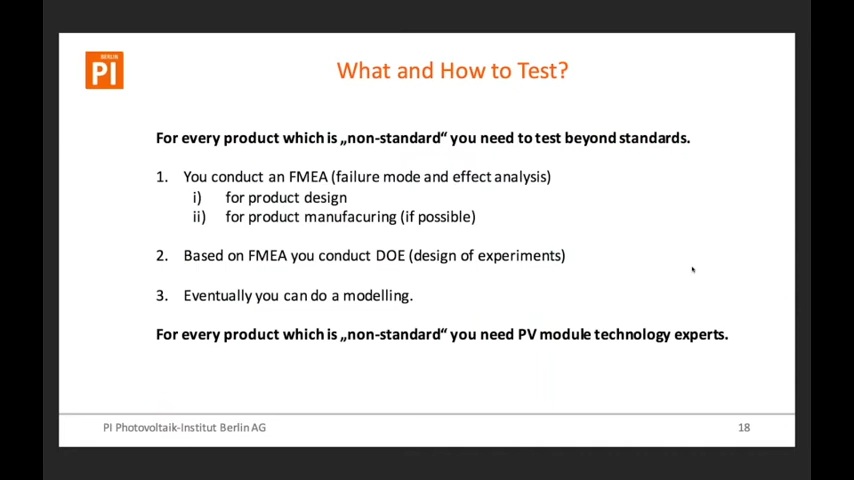 BERLIN
PI
What and How to Test?
For every product which is „non-standard“ you need to test beyond standards.
1. You conduct an FMEA (failure mode and effect analysis)
i) for product design
ii) for product manufacuring (if possible)
2. Based on FMEA you conduct DOE (design of experiments)
3. Eventually you can do a modelling.
For every product which is „non-standard“ you need PV module technology experts.
PI Photovoltaik-Institut Berlin AG
18